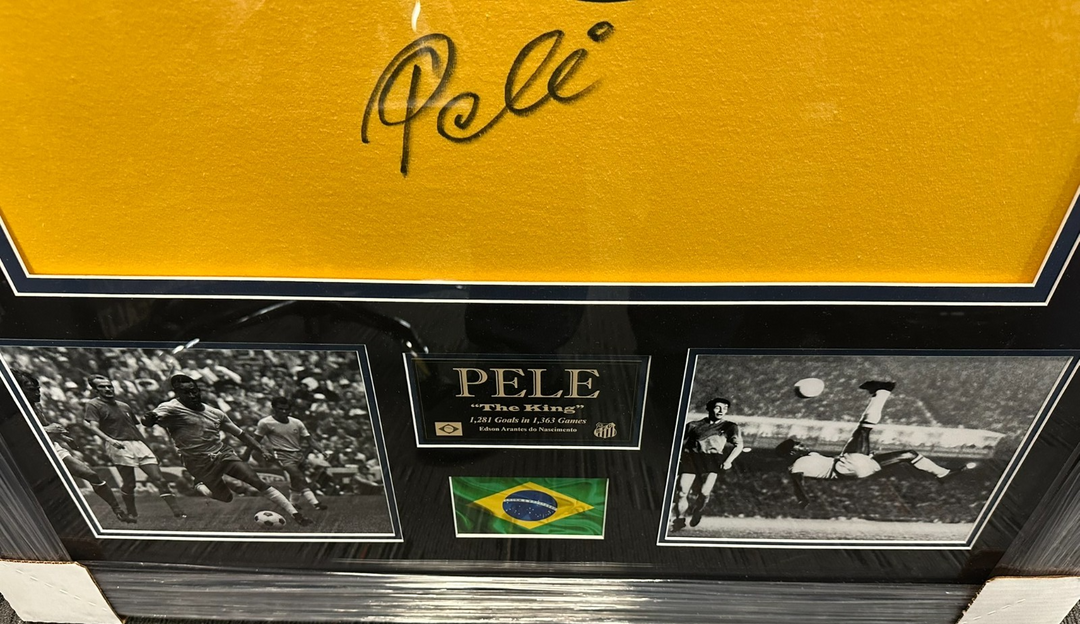 Pelé
PELE
"The King"
1,281 Goals in 1,363 Games
Edson Arantes do Nascimento